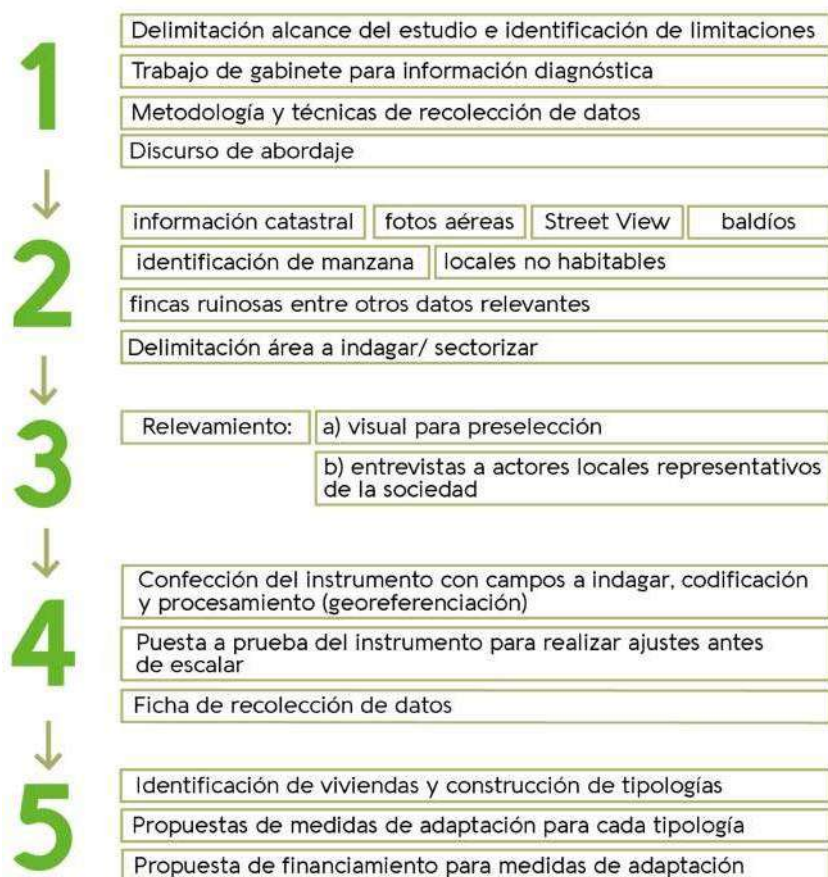 1
Delimitación alcance del estudio e identificación de limitaciones
Trabajo de gabinete para información diagnóstica
Metodología y técnicas de recolección de datos
Discurso de abordaje
2
información catastral fotos aéreas Street View baldíos
identificación de manzana locales no habitables
fincas ruinosas entre otros datos relevantes
Delimitación área a indagar/ sectorizar
3
Relevamiento: a) visual para preselección
b) entrevistas a actores locales representativos
de la sociedad
4
Confección del instrumento con campos a indagar, codificación
y procesamiento (georeferenciación)
Puesta a prueba del instrumento para realizar ajustes antes
de escalar
Ficha de recolección de datos
5
Identificación de viviendas y construcción de tipologías
Propuestas de medidas de adaptación para cada tipología
Propuesta de financiamiento para medidas de adaptación